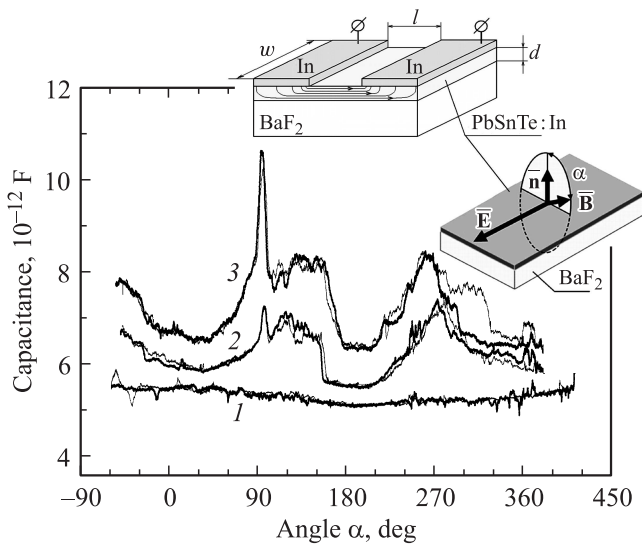 w
l
d
In
In
BaF₂
PbSnTe:In
n̅
α
E̅
B̅
BaF₂
12
10
8
6
4
3
2
1
−90
0
90
180
270
360
450
Capacitance, 10⁻¹² F
Angle α, deg